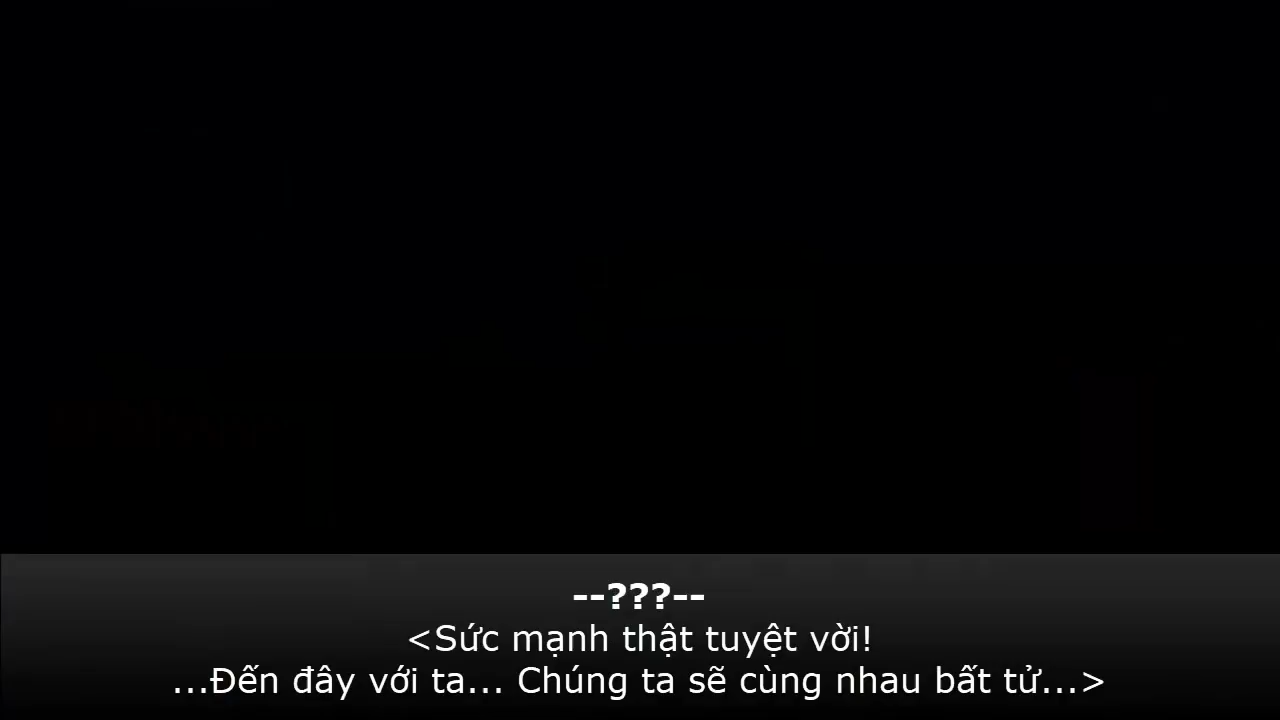 --???--
<Sức mạnh thật tuyệt vời!
...Đến đây với ta... Chúng ta sẽ cùng nhau bất tử...>